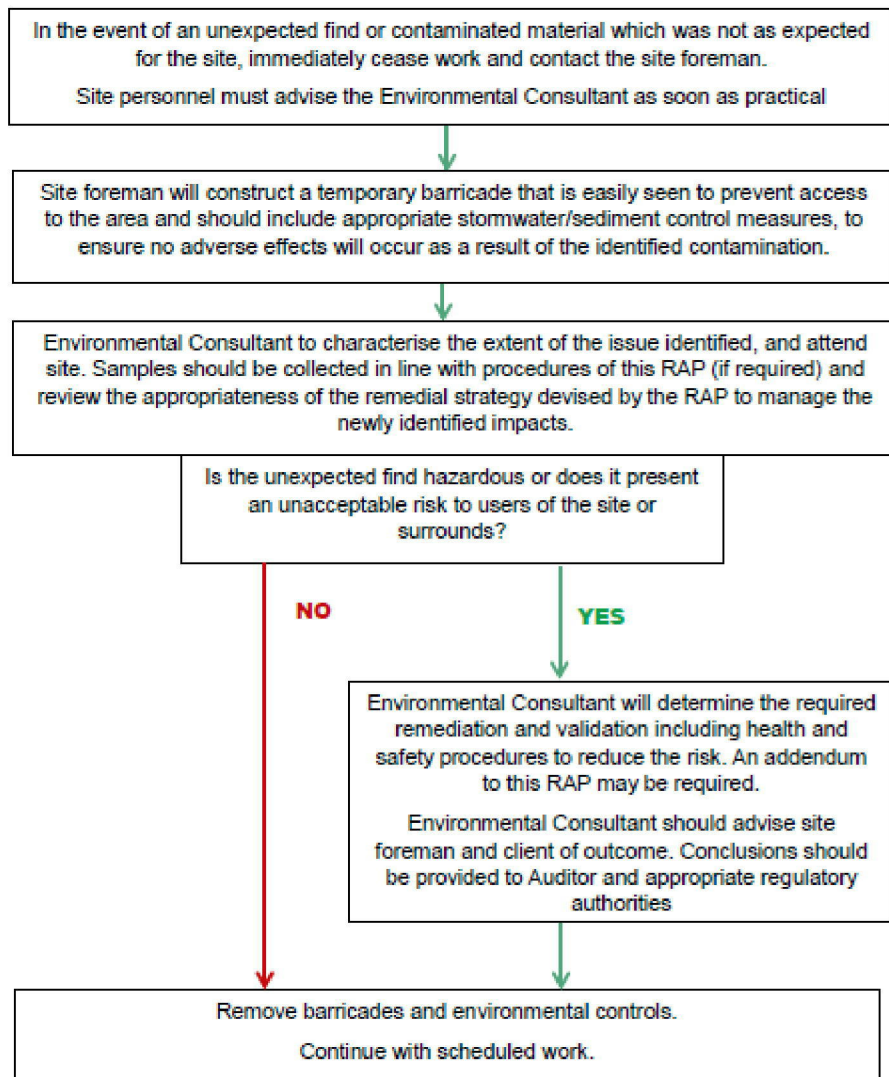 In the event of an unexpected find or contaminated material which was not as expected
for the site, immediately cease work and contact the site foreman.
Site personnel must advise the Environmental Consultant as soon as practical
Site foreman will construct a temporary barricade that is easily seen to prevent access
to the area and should include appropriate stormwater/sediment control measures, to
ensure no adverse effects will occur as a result of the identified contamination.
Environmental Consultant to characterise the extent of the issue identified, and attend
site. Samples should be collected in line with procedures of this RAP (if required) and
review the appropriateness of the remedial strategy devised by the RAP to manage the
newly identified impacts.
Is the unexpected find hazardous or does it present
an unacceptable risk to users of the site or
surrounds?
NO
YES
Environmental Consultant will determine the required
remediation and validation including health and
safety procedures to reduce the risk. An addendum
to this RAP may be required.
Environmental Consultant should advise site
foreman and client of outcome. Conclusions should
be provided to Auditor and appropriate regulatory
authorities
Remove barricades and environmental controls.
Continue with scheduled work.